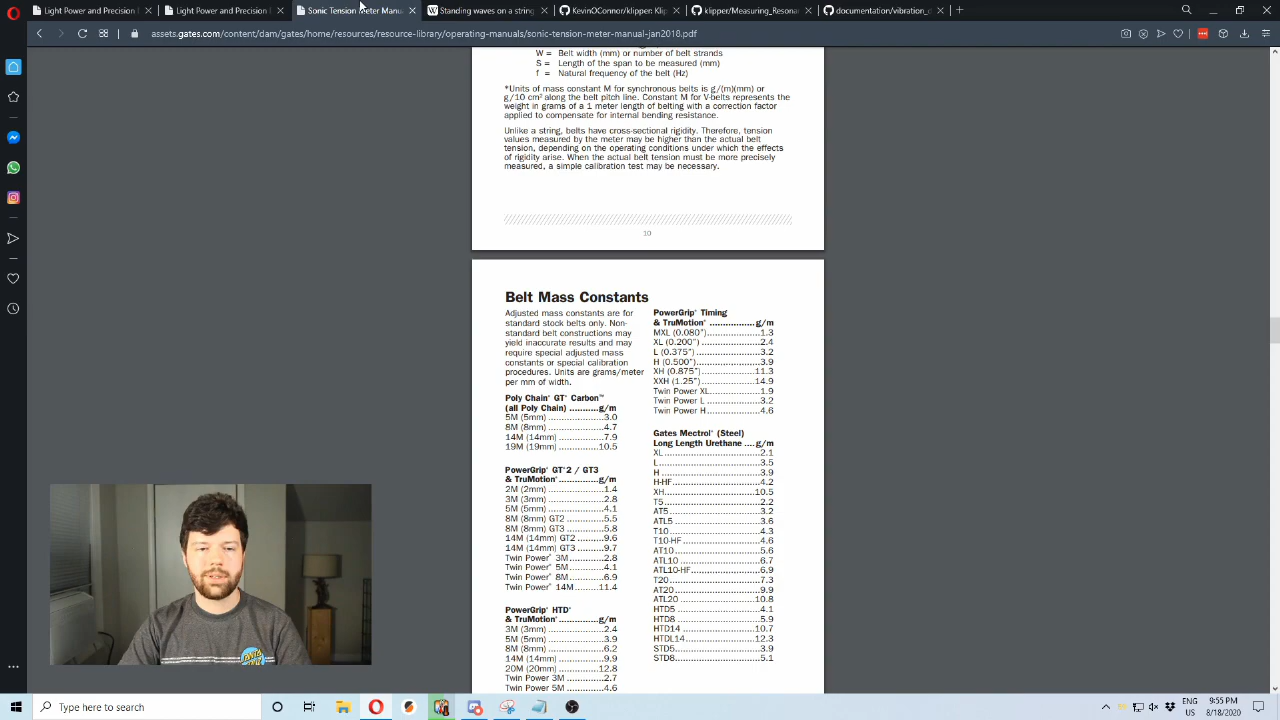 Light Power and Precision
Light Power and Precision
Sonic Tension Meter Manu
Standing waves on a string
KevinOConnor/klipper
klipper/Measuring_Resona
documentation/vibration_c
assets.gates.com/content/dam/gates/home/resources/resource-library/operating/sonic-tension-meter-manual-jan2018.pdf
W = Belt width (mm) or number of belt strands
S = Length of the span to be measured (mm)
f = Natural frequency of the belt (Hz)
*Units of mass constant M for synchronous belts is g/(m)(mm) or
g/10 cm² along the belt pitch line. Constant M for V-belts represents the
weight in grams of a 1 meter length of belting with a correction factor
applied to compensate for internal bending resistance.
Unlike a string, belts have cross-sectional rigidity. Therefore, tension
values measured by the meter may be higher than the actual belt
tension, depending on the operating conditions under which the effects
of rigidity arise. When the actual belt tension must be more precisely
measured, a simple calibration test may be necessary.
10
Belt Mass Constants
Adjusted mass constants are for
standard stock belts only. Non-
standard belt constructions may
yield inaccurate results and may
require special adjusted mass
constants or special calibration
procedures. Units are grams/meter
per mm of width.
Poly Chain® GT® Carbon™
(all Poly Chain) ...........g/m
5M (5mm) .......................3.0
8M (8mm) .......................4.7
14M (14mm) ...................7.9
19M (19mm) .................10.5
PowerGrip® GT®2 / GT3
& TruMotion® ..............g/m
2M (2mm) .......................1.4
3M (3mm) .......................2.8
5M (5mm) .......................4.1
8M (8mm) GT2 ................5.5
8M (8mm) GT3 ................5.8
14M (14mm) GT2 ............9.6
14M (14mm) GT3 ............9.7
Twin Power® 3M ..............2.8
Twin Power® 5M ..............4.1
Twin Power® 8M ..............6.9
Twin Power® 14M ..........11.4
PowerGrip® HTD®
& TruMotion® ..............g/m
3M (3mm) .......................2.4
5M (5mm) .......................3.9
8M (8mm) .......................6.2
14M (14mm) ...................9.9
20M (20mm) .................12.8
Twin Power 3M ................2.7
Twin Power 5M ................4.6
PowerGrip® Timing
& TruMotion® ................g/m
MXL (0.080") ....................1.3
XL (0.200") ......................2.4
L (0.375") ........................3.2
H (0.500") .......................3.9
XH (0.875") ....................11.3
XXH (1.25") ....................14.9
Twin Power XL..................1.9
Twin Power L ...................3.2
Twin Power H ...................4.6
Gates Mectrol® (Steel)
Long Length Urethane ....g/m
XL ....................................2.1
L ......................................3.5
H ......................................3.9
H-HF .................................4.2
XH ..................................10.5
T5 ....................................2.2
AT5 ..................................3.2
ATL5 .................................3.6
T10 ..................................4.3
T10-HF .............................4.6
AT10 .................................5.6
ATL10 ...............................6.7
ATL10-HF ..........................6.9
T20 ..................................7.3
AT20 .................................9.9
ATL20 .............................10.8
HTD5 ................................4.1
HTD8 ................................5.9
HTD14 ............................10.7
HTDL14 ..........................12.3
STD5 ................................3.9
STD8 ................................5.1
Type here to search
ENG
US
9:55 PM
8/18/2020